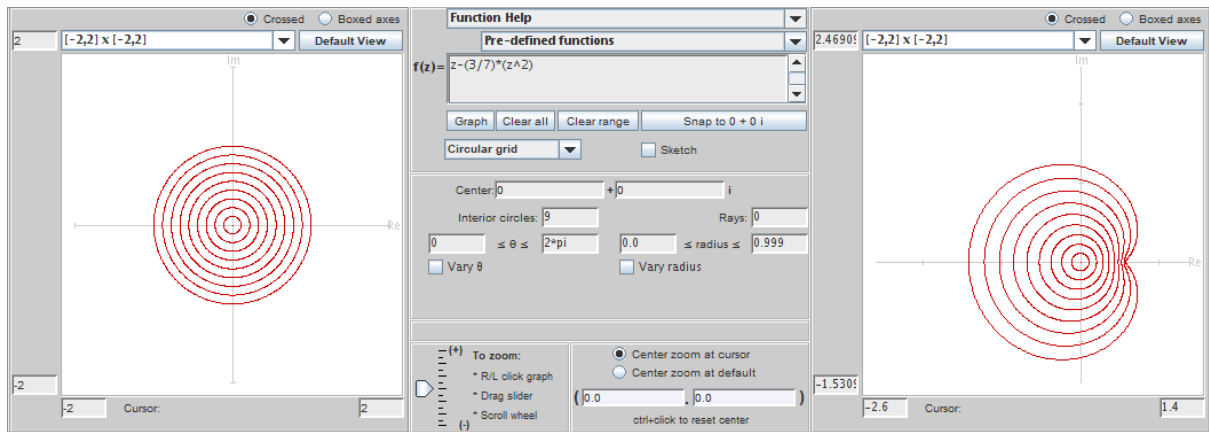 Crossed Boxed axes
2 [-2,2] x [-2,2] Default View
Im
Re
-2
-2 Cursor: 2
Function Help
Pre-defined functions
f(z)= z-(3/7)*(z^2)
Graph Clear all Clear range Snap to 0 + 0 i
Circular grid Sketch
Center: 0 + 0 i
Interior circles: 9 Rays: 0
0 ≤ θ ≤ 2*pi 0.0 ≤ radius ≤ 0.999
Vary θ Vary radius
(+) To zoom:
* R/L click graph
* Drag slider
* Scroll wheel
(-)
Center zoom at cursor
Center zoom at default
( 0.0 , 0.0 )
ctrl+click to reset center
Crossed Boxed axes
2.4690 [-2,2] x [-2,2] Default View
Im
Re
-1.530
-2.6 Cursor: 1.4